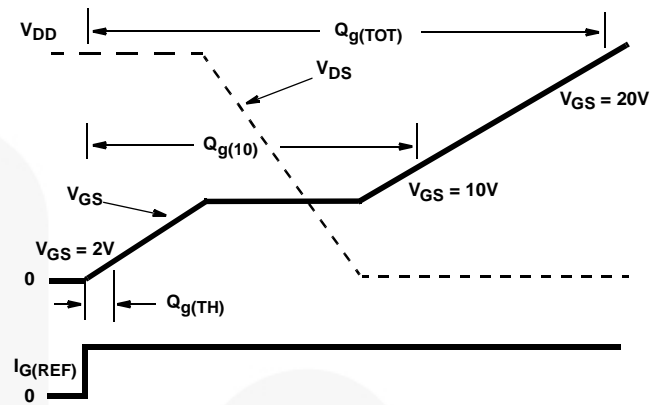 V_DD
Q_g(TOT)
V_DS
V_GS = 20V
Q_g(10)
V_GS
V_GS = 10V
V_GS = 2V
0
Q_g(TH)
I_G(REF)
0